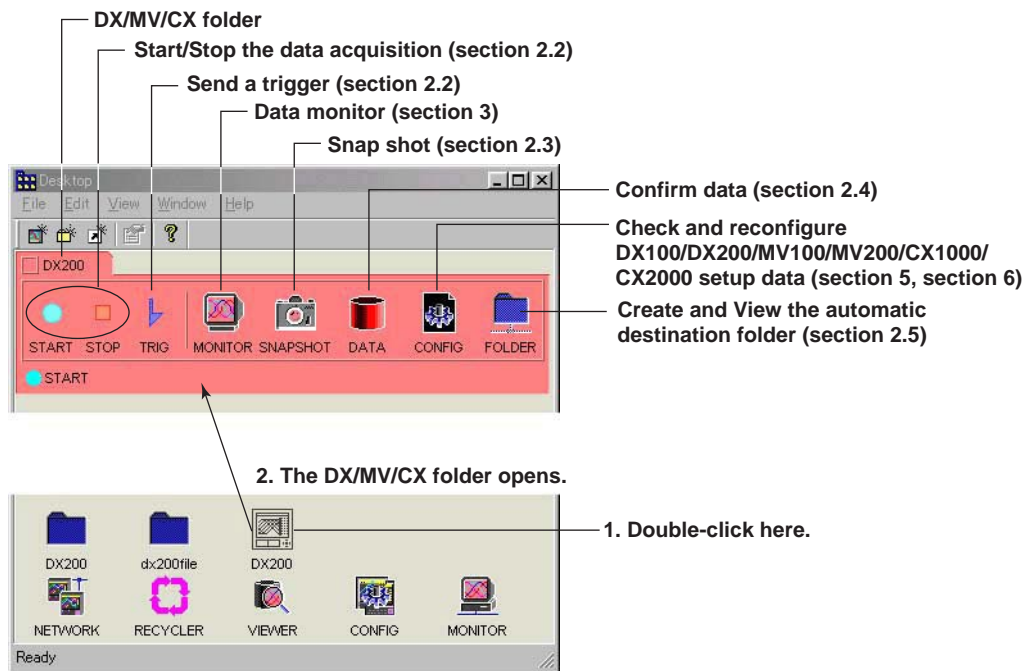 DX/MV/CX folder
Start/Stop the data acquisition (section 2.2)
Send a trigger (section 2.2)
Data monitor (section 3)
Snap shot (section 2.3)
Desktop
File Edit View Window Help
DX200
START STOP TRIG MONITOR SNAPSHOT DATA CONFIG FOLDER
START
Confirm data (section 2.4)
Check and reconfigure
DX100/DX200/MV100/MV200/CX1000/
CX2000 setup data (section 5, section 6)
Create and View the automatic
destination folder (section 2.5)
2. The DX/MV/CX folder opens.
1. Double-click here.
DX200 dx200file DX200
NETWORK RECYCLER VIEWER CONFIG MONITOR
Ready